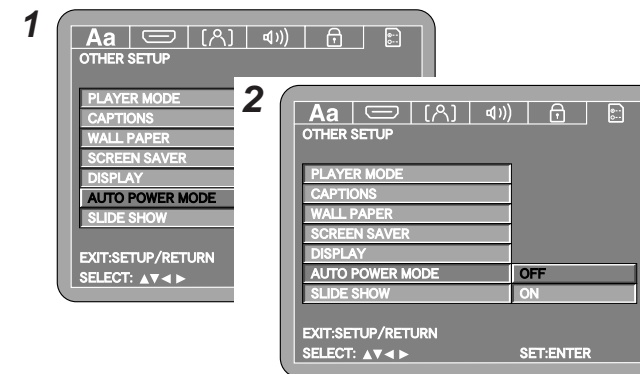 1
Aa
OTHER SETUP
PLAYER MODE
CAPTIONS
WALL PAPER
SCREEN SAVER
DISPLAY
AUTO POWER MODE
SLIDE SHOW
EXIT:SETUP/RETURN
SELECT: ▲▼◄ ►
2
Aa
OTHER SETUP
PLAYER MODE
CAPTIONS
WALL PAPER
SCREEN SAVER
DISPLAY
AUTO POWER MODE OFF
SLIDE SHOW ON
EXIT:SETUP/RETURN
SELECT: ▲▼◄ ► SET:ENTER